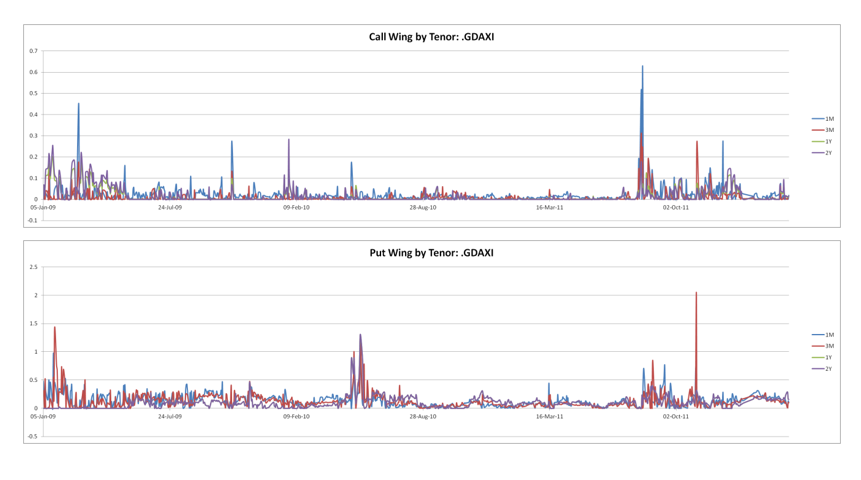 Call Wing by Tenor: .GDAXI
0.7
0.6
0.5
0.4
0.3
0.2
0.1
0
-0.1
05-Jan-09 24-Jul-09 09-Feb-10 28-Aug-10 16-Mar-11 02-Oct-11
1M
3M
1Y
2Y
Put Wing by Tenor: .GDAXI
2.5
2
1.5
1
0.5
0
-0.5
05-Jan-09 24-Jul-09 09-Feb-10 28-Aug-10 16-Mar-11 02-Oct-11
1M
3M
1Y
2Y